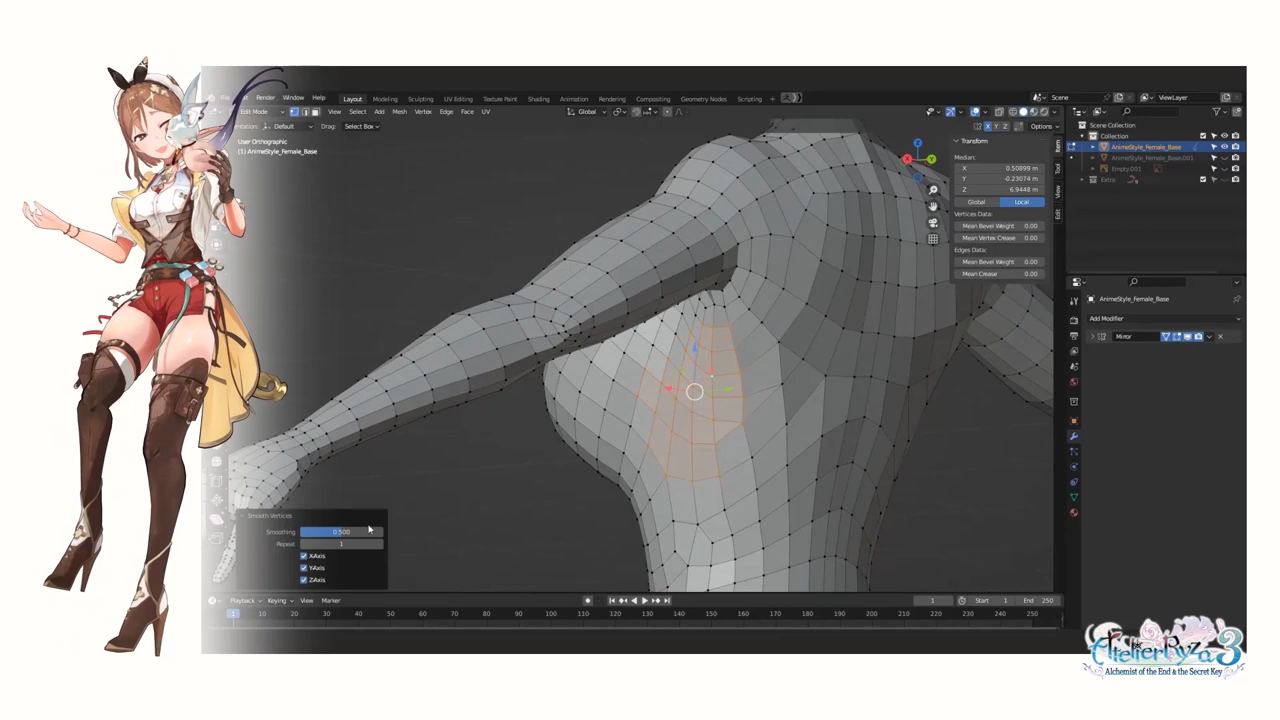 Render Window Help
Layout Modeling Sculpting UV Editing Texture Paint Shading Animation Rendering Compositing Geometry Nodes Scripting +
Scene ViewLayer
Edit Mode View Select Add Mesh Vertex Edge Face UV Global
Default Drag: Select Box X Y Z Options
User Orthographic
(1) AnimeStyle_Female_Base
Transform
Median:
X 0.50899 m
Y -0.23074 m
Z 6.9448 m
Global Local
Vertices Data:
Mean Bevel Weight 0.00
Mean Vertex Crease 0.00
Edges Data:
Mean Bevel Weight 0.00
Mean Crease 0.00
Item
Tool
View
Edit
Scene Collection
Collection
AnimeStyle_Female_Base
AnimeStyle_Female_Base.001
Empty.001
Extra
AnimeStyle_Female_Base
Add Modifier
Mirror
Smooth Vertices
Smoothing 0.500
Repeat 1
X-Axis
Y-Axis
Z-Axis
Playback Keying View Marker 1 Start 1 End 250
1 10 20 30 40 50 60 70 80 90 100 110 120 130 140 150 160 170 180 190 200 210 220 230 240 250
Atelier Ryza 3
Alchemist of the End & the Secret Key